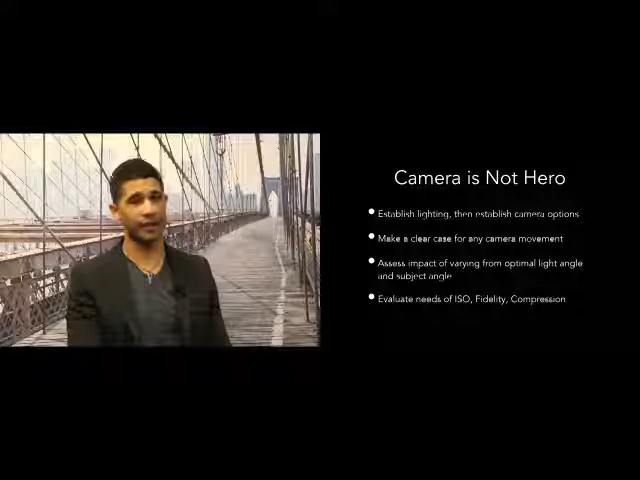 Camera is Not Hero
Establish lighting, then establish camera options
Make a clear case for any camera movement
Assess impact of varying from optimal light angle
and subject angle
Evaluate needs of ISO, Fidelity, Compression